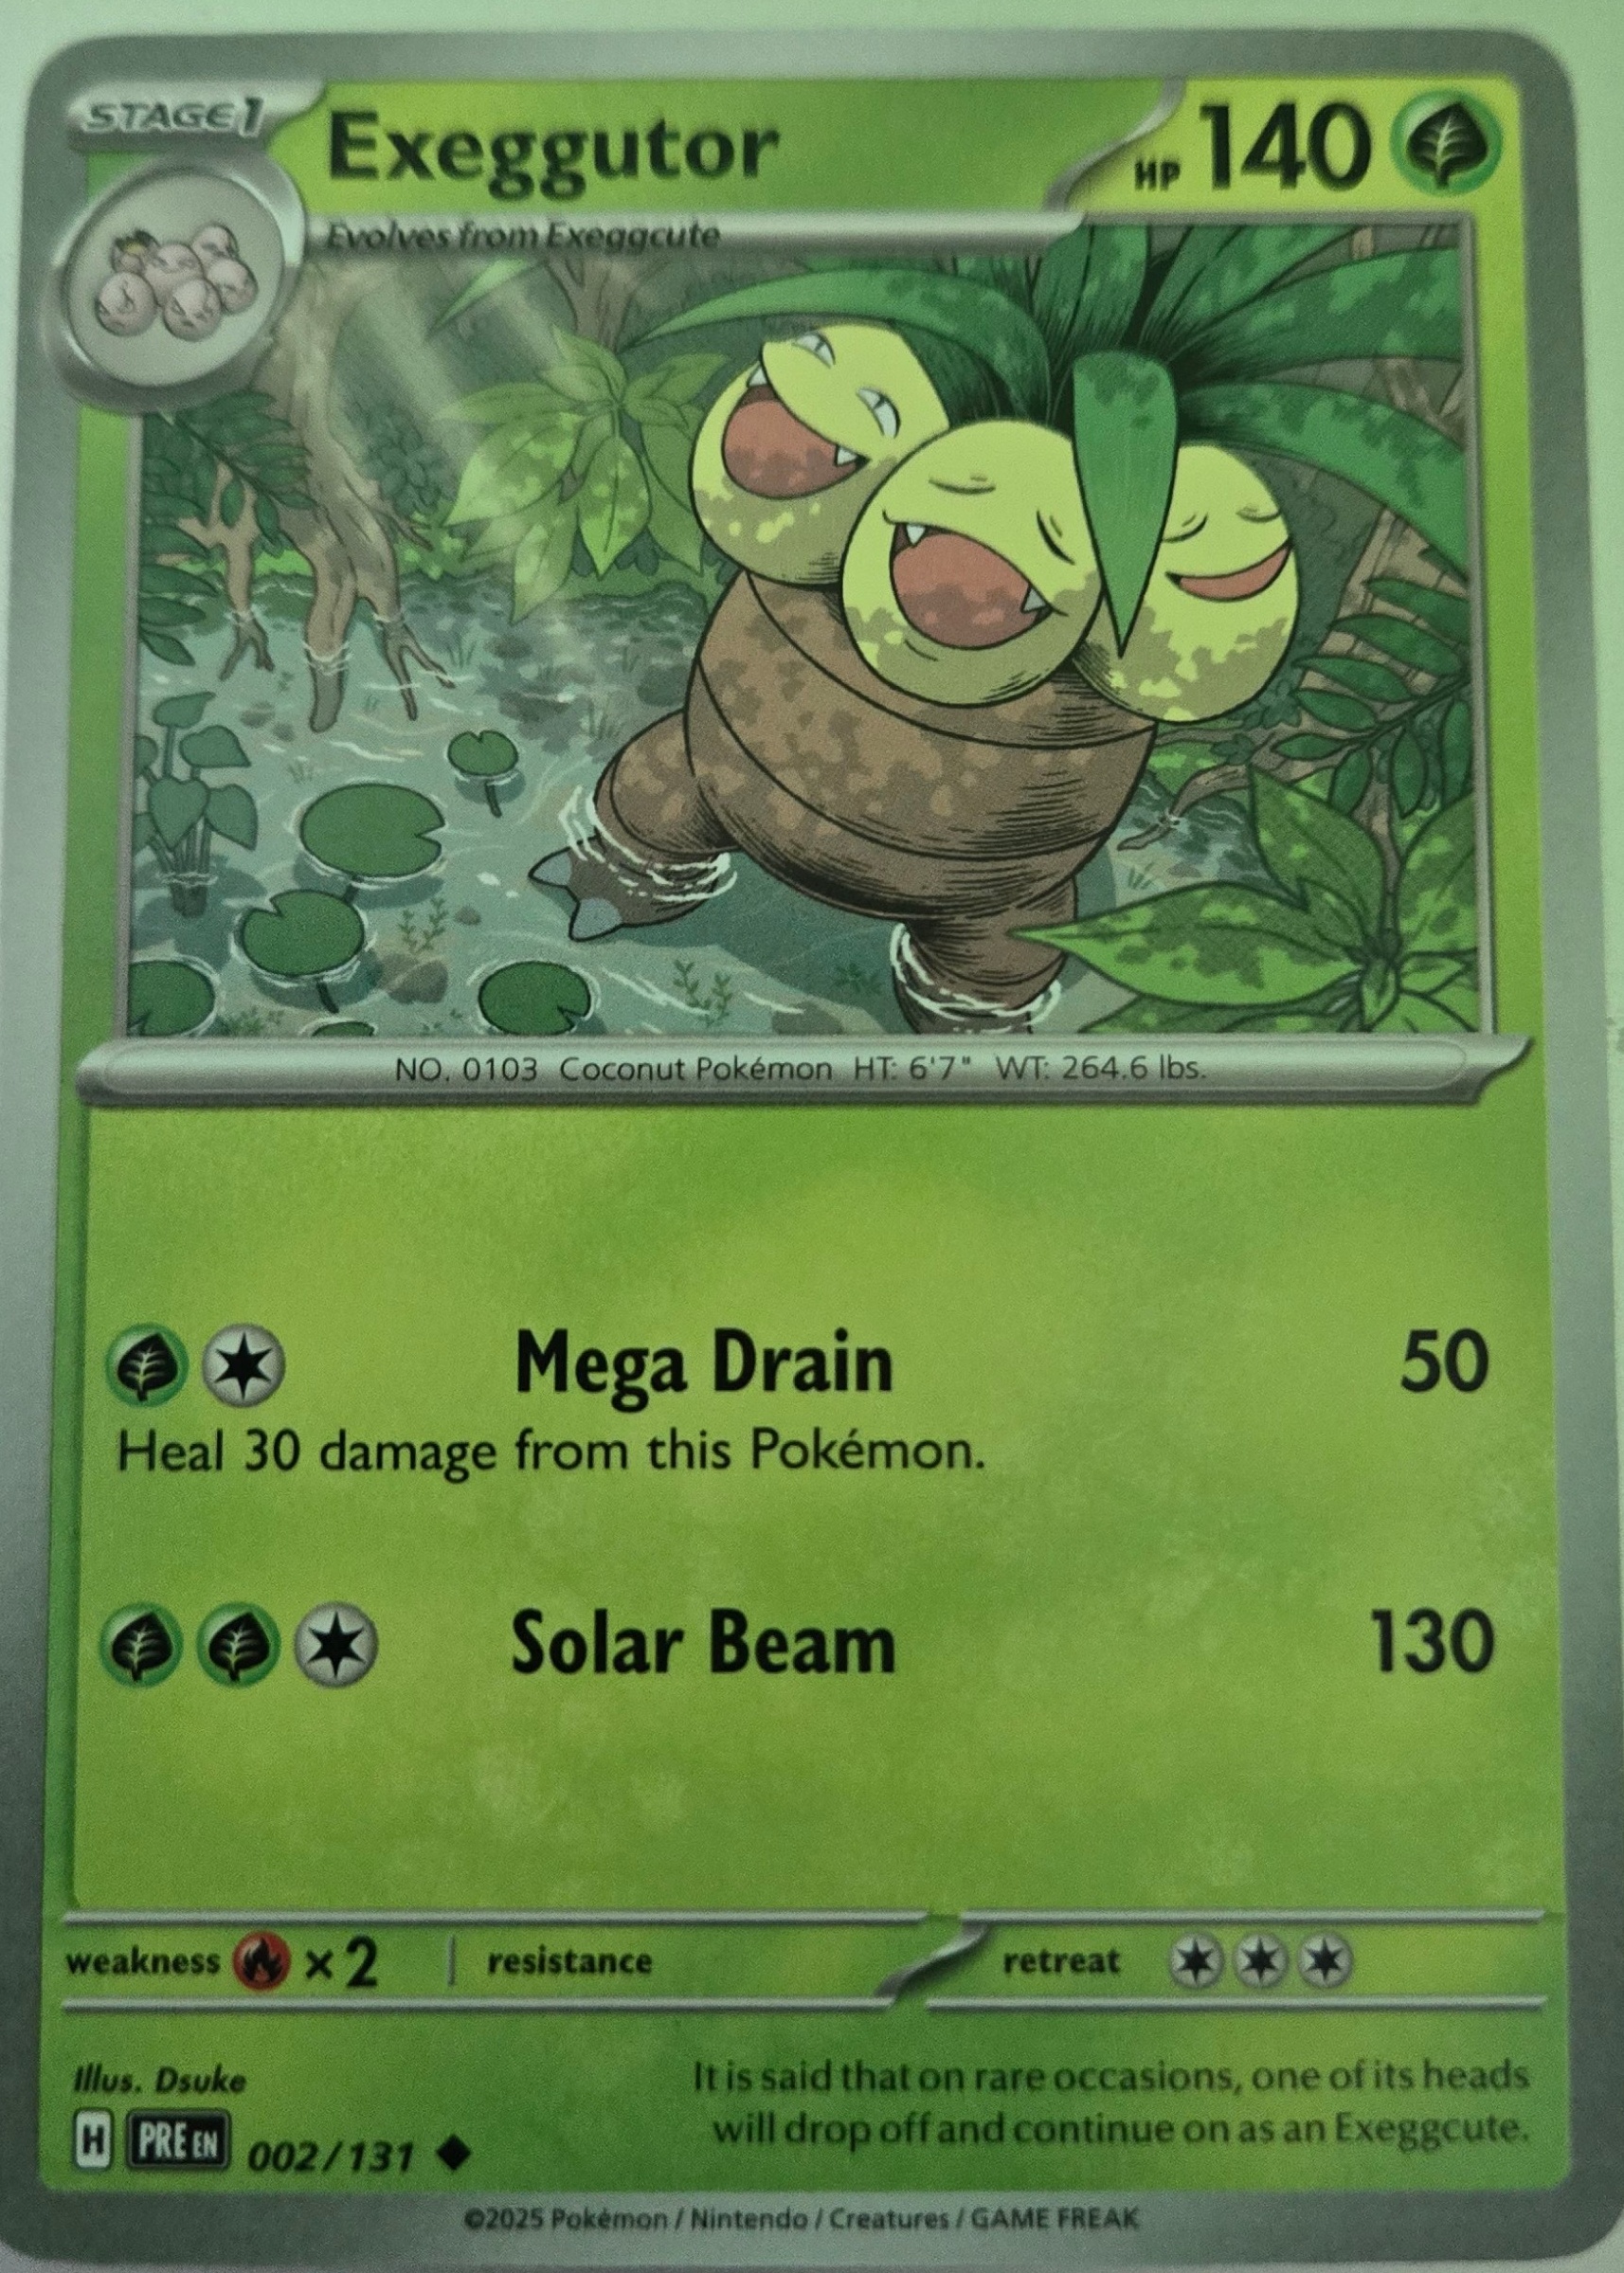 STAGE1
Exeggutor
HP 140
Evolves from Exeggcute
NO. 0103 Coconut Pokémon HT: 6'7" WT: 264.6 lbs.
Mega Drain 50
Heal 30 damage from this Pokémon.
Solar Beam 130
weakness ×2 resistance retreat
Illus. Dsuke
It is said that on rare occasions, one of its heads
will drop off and continue on as an Exeggcute.
H PRE EN 002/131
©2025 Pokémon / Nintendo / Creatures / GAME FREAK